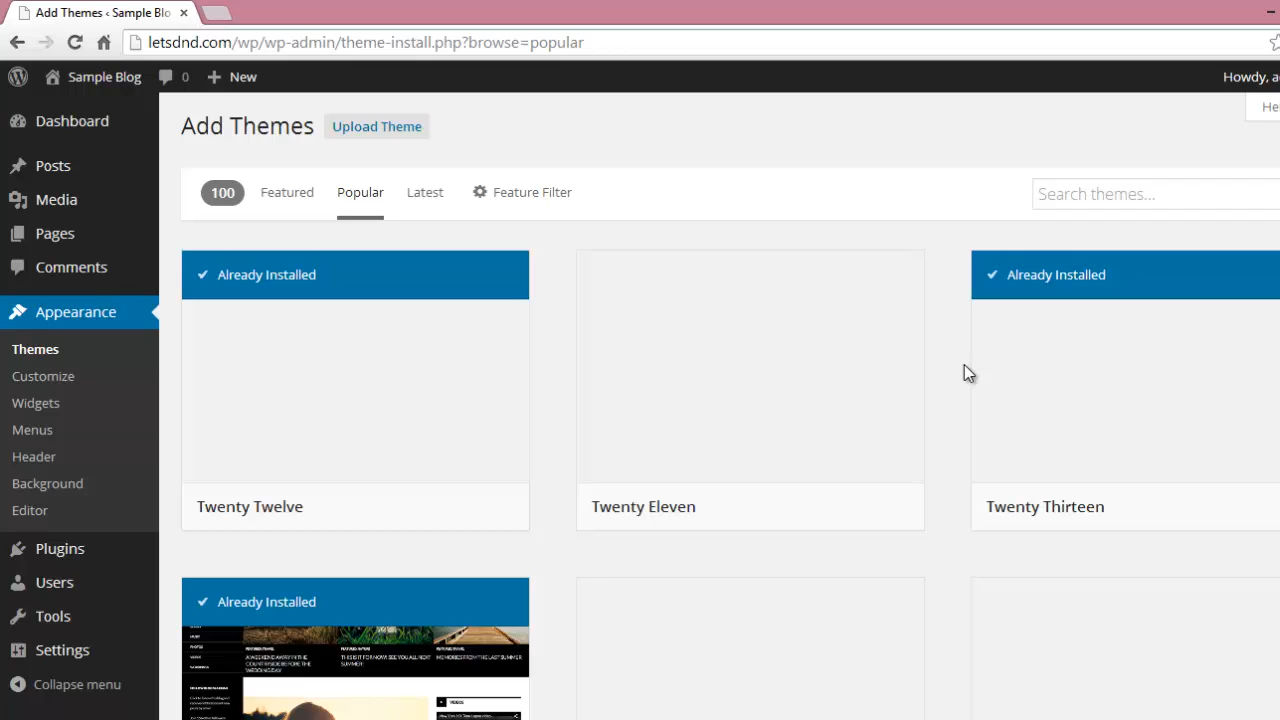 Add Themes ‹ Sample Blo
letsdnd.com/wp/wp-admin/theme-install.php?browse=popular
Sample Blog 0 New Howdy, a
Dashboard
Posts
Media
Pages
Comments
Appearance
Themes
Customize
Widgets
Menus
Header
Background
Editor
Plugins
Users
Tools
Settings
Collapse menu
He
Add Themes Upload Theme
100 Featured Popular Latest Feature Filter Search themes...
Already Installed Already Installed
Twenty Twelve Twenty Eleven Twenty Thirteen
Already Installed
VIDEOS